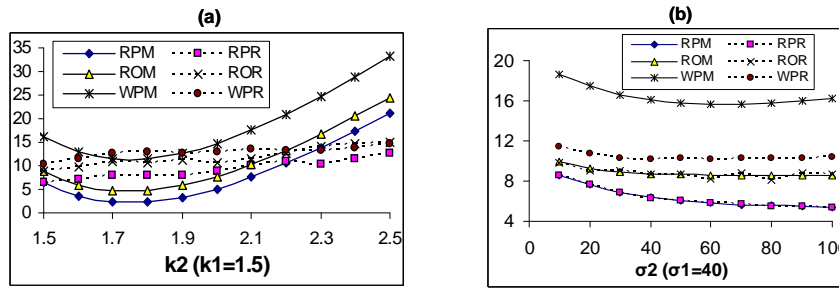 (a)
35
30
25
20
15
10
5
0
RPM
RPR
ROM
ROR
WPM
WPR
1.5 1.7 1.9 2.1 2.3 2.5
k2 (k1=1.5)
(b)
20
16
12
8
4
RPM
RPR
ROM
ROR
WPM
WPR
0 20 40 60 80 100
σ2 (σ1=40)